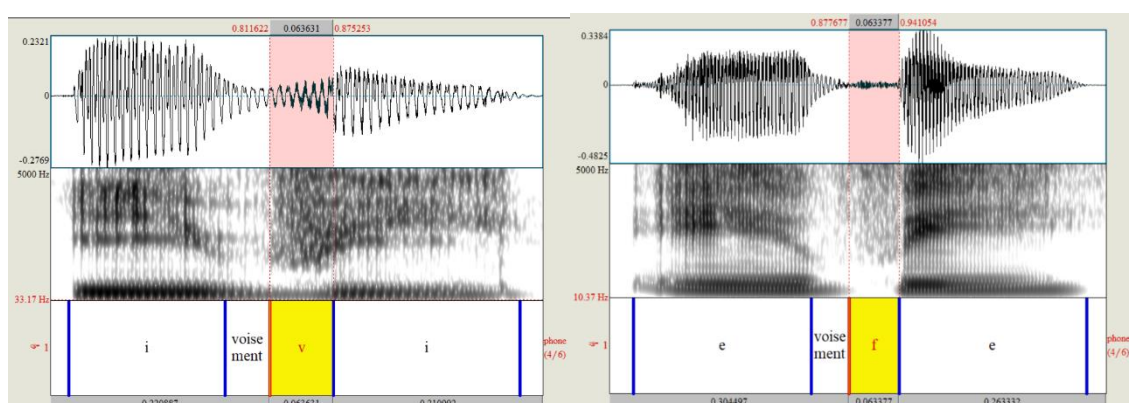 0.811622 0.063631 0.875253
0.2321
0
-0.2769
5000 Hz
33.17 Hz
1
i
voise
ment
v
i
phone
(4/6)
0.063631
0.877677 0.063377 0.941054
0.3384
0
-0.4825
5000 Hz
10.37 Hz
1
e
voise
ment
f
e
phone
(4/6)
0.304497 0.063377 0.263332